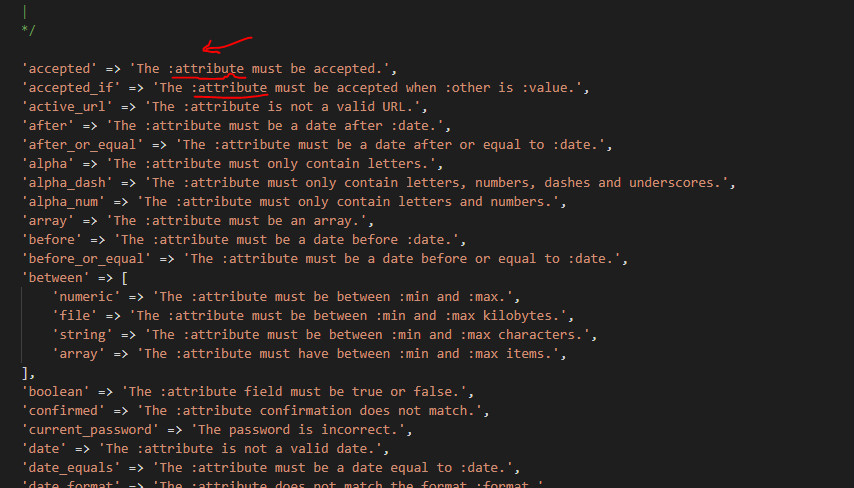 |
*/
'accepted' => 'The :attribute must be accepted.',
'accepted_if' => 'The :attribute must be accepted when :other is :value.',
'active_url' => 'The :attribute is not a valid URL.',
'after' => 'The :attribute must be a date after :date.',
'after_or_equal' => 'The :attribute must be a date after or equal to :date.',
'alpha' => 'The :attribute must only contain letters.',
'alpha_dash' => 'The :attribute must only contain letters, numbers, dashes and underscores.',
'alpha_num' => 'The :attribute must only contain letters and numbers.',
'array' => 'The :attribute must be an array.',
'before' => 'The :attribute must be a date before :date.',
'before_or_equal' => 'The :attribute must be a date before or equal to :date.',
'between' => [
    'numeric' => 'The :attribute must be between :min and :max.',
    'file' => 'The :attribute must be between :min and :max kilobytes.',
    'string' => 'The :attribute must be between :min and :max characters.',
    'array' => 'The :attribute must have between :min and :max items.',
],
'boolean' => 'The :attribute field must be true or false.',
'confirmed' => 'The :attribute confirmation does not match.',
'current_password' => 'The password is incorrect.',
'date' => 'The :attribute is not a valid date.',
'date_equals' => 'The :attribute must be a date equal to :date.',
'date_format' => 'The :attribute does not match the format :format.'